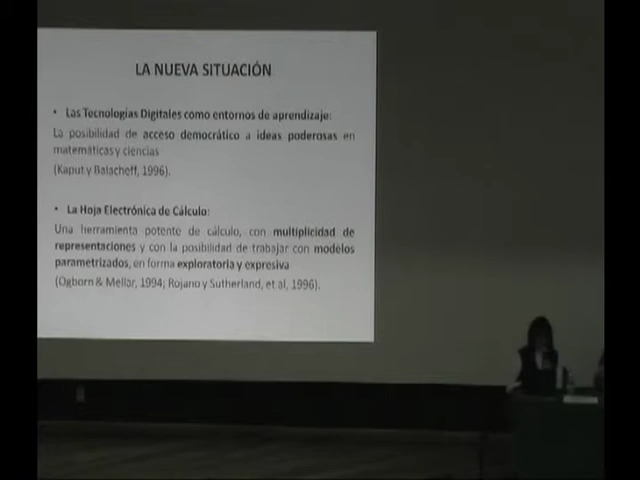 LA NUEVA SITUACIÓN
• Las Tecnologías Digitales como entornos de aprendizaje:
La posibilidad de acceso democrático a ideas poderosas en
matemáticas y ciencias
(Kaput y Balacheff, 1996).
• La Hoja Electrónica de Cálculo:
Una herramienta potente de cálculo, con multiplicidad de
representaciones y con la posibilidad de trabajar con modelos
parametrizados, en forma exploratoria y expresiva
(Ogborn & Mellar, 1994; Rojano y Sutherland, et al, 1996).